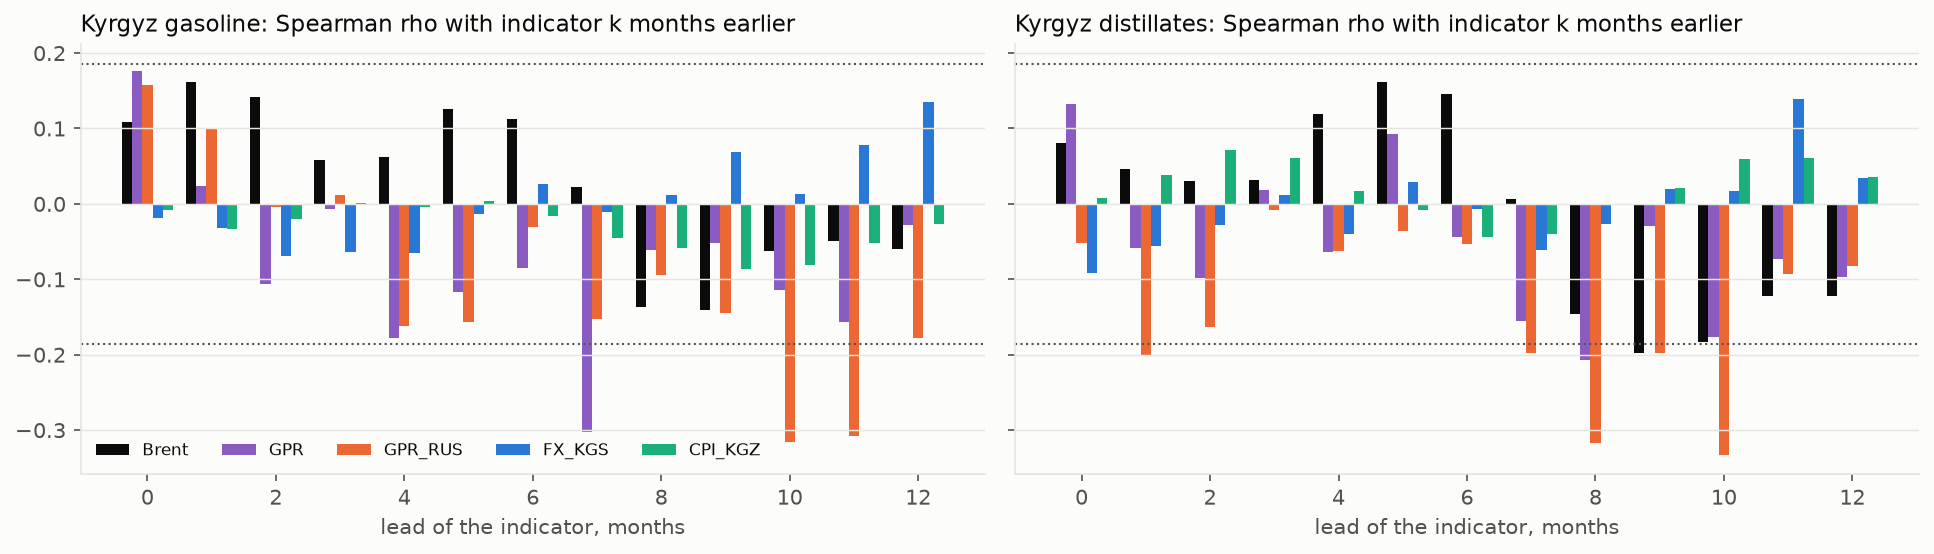 Kyrgyz gasoline: Spearman rho with indicator k months earlier
0.2
0.1
0.0
−0.1
−0.2
−0.3
Brent GPR GPR_RUS FX_KGS CPI_KGZ
0 2 4 6 8 10 12
lead of the indicator, months
Kyrgyz distillates: Spearman rho with indicator k months earlier
0 2 4 6 8 10 12
lead of the indicator, months